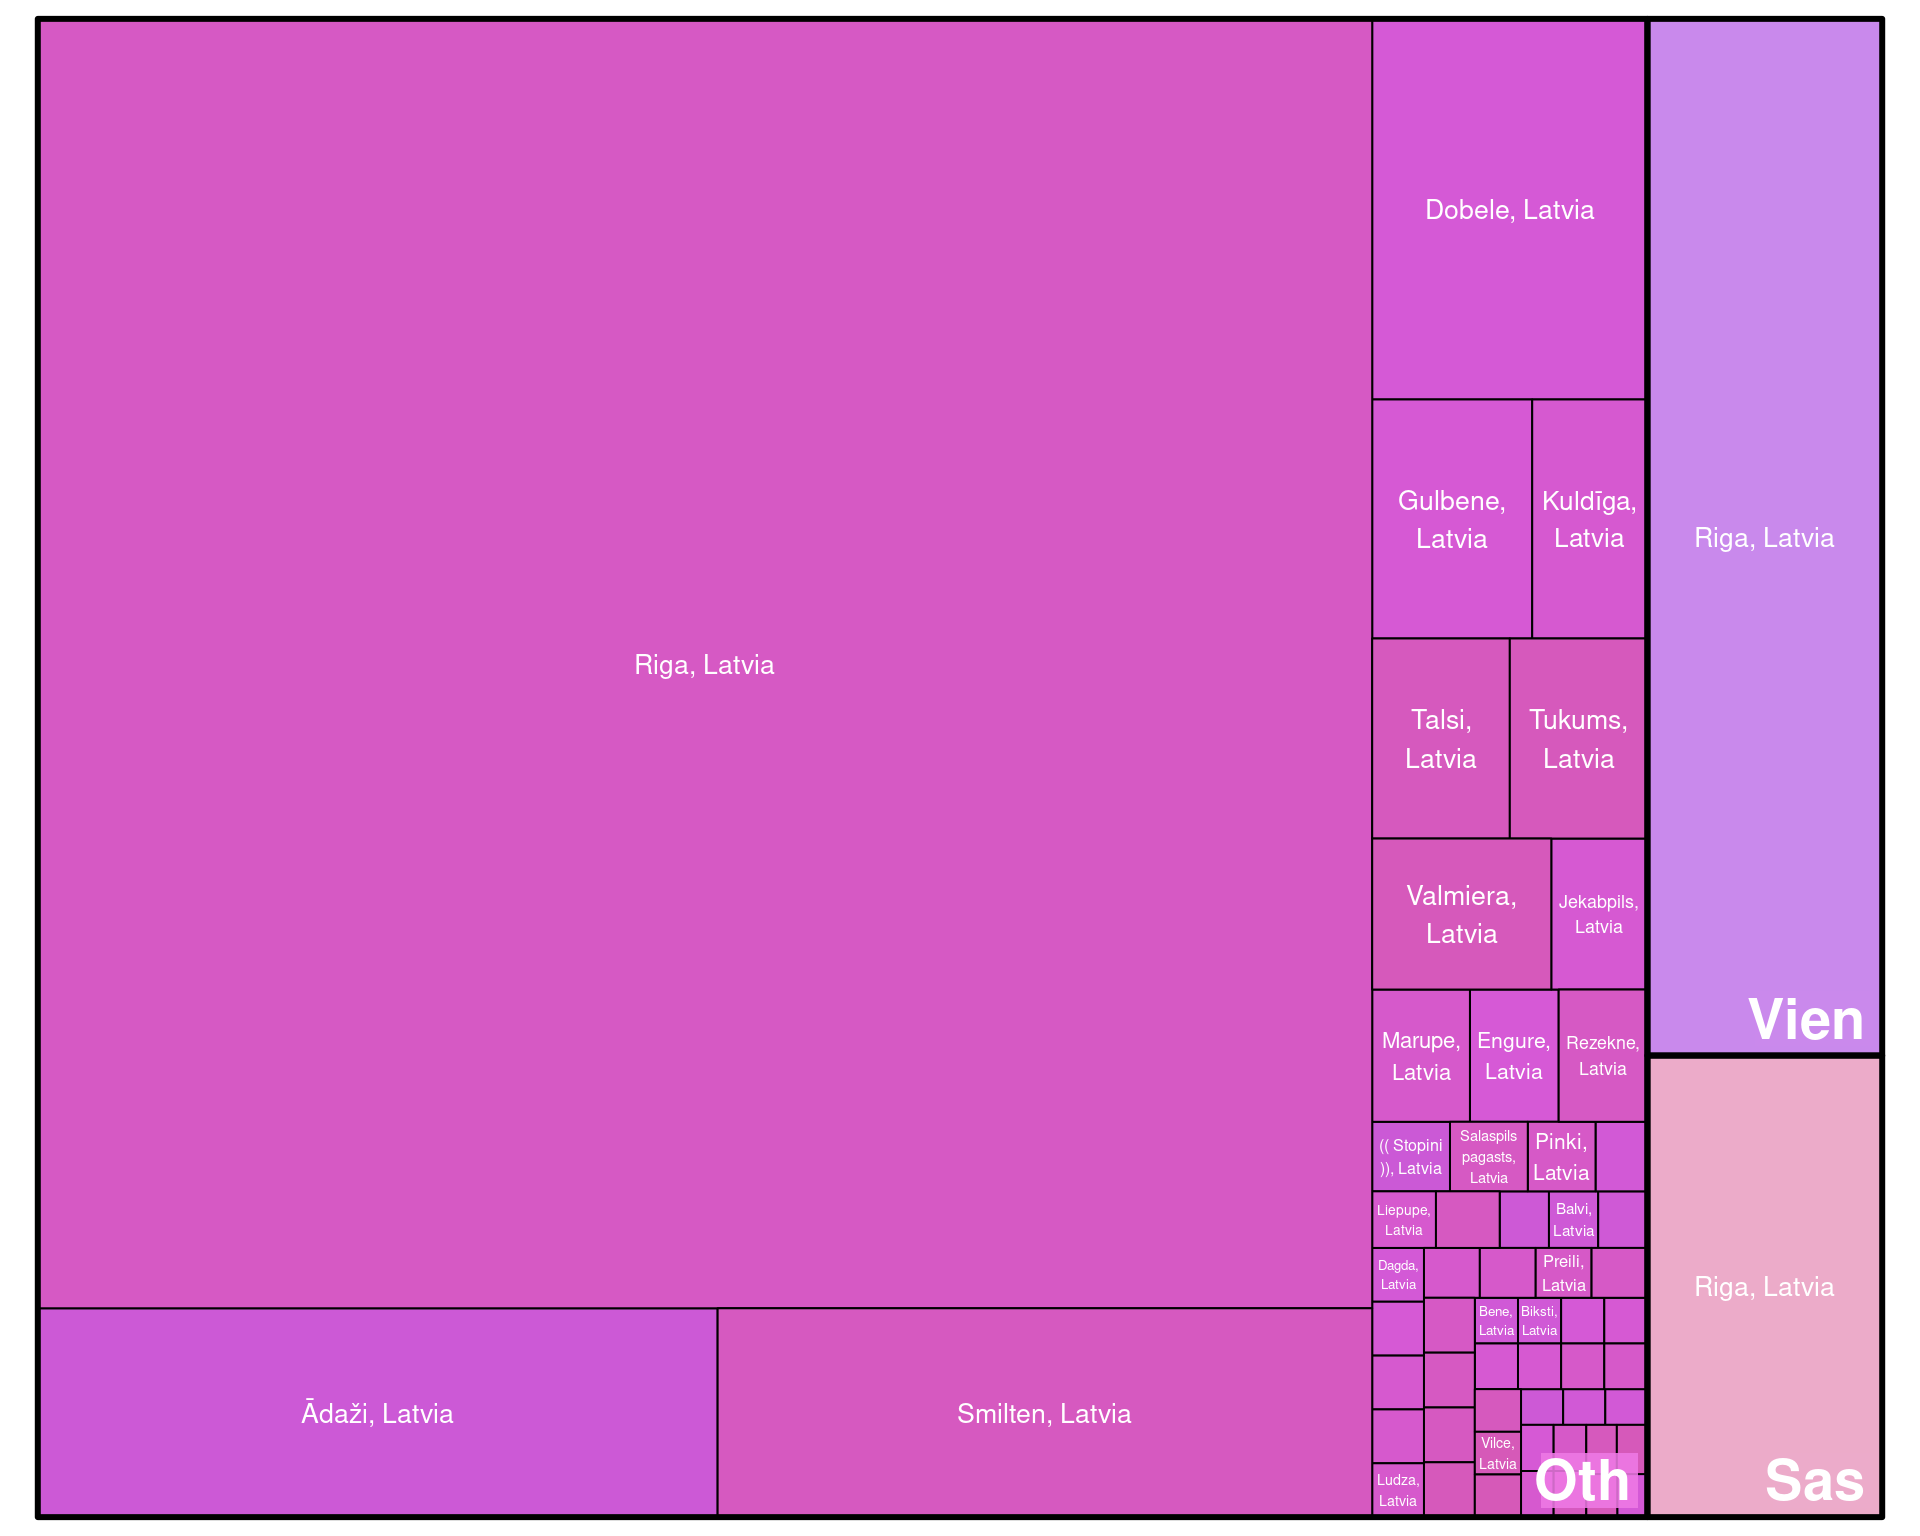 Riga, Latvia
Ādaži, Latvia
Smilten, Latvia
Dobele, Latvia
Gulbene,
Latvia
Kuldīga,
Latvia
Talsi,
Latvia
Tukums,
Latvia
Valmiera,
Latvia
Jekabpils,
Latvia
Marupe,
Latvia
Engure,
Latvia
Rezekne,
Latvia
(( Stopini
)), Latvia
Salaspils
pagasts,
Latvia
Pinki,
Latvia
Liepupe,
Latvia
Balvi,
Latvia
Dagda,
Latvia
Preili,
Latvia
Bene,
Latvia
Biksti,
Latvia
Vilce,
Latvia
Ludza,
Latvia
Oth
Riga, Latvia
Vien
Riga, Latvia
Sas